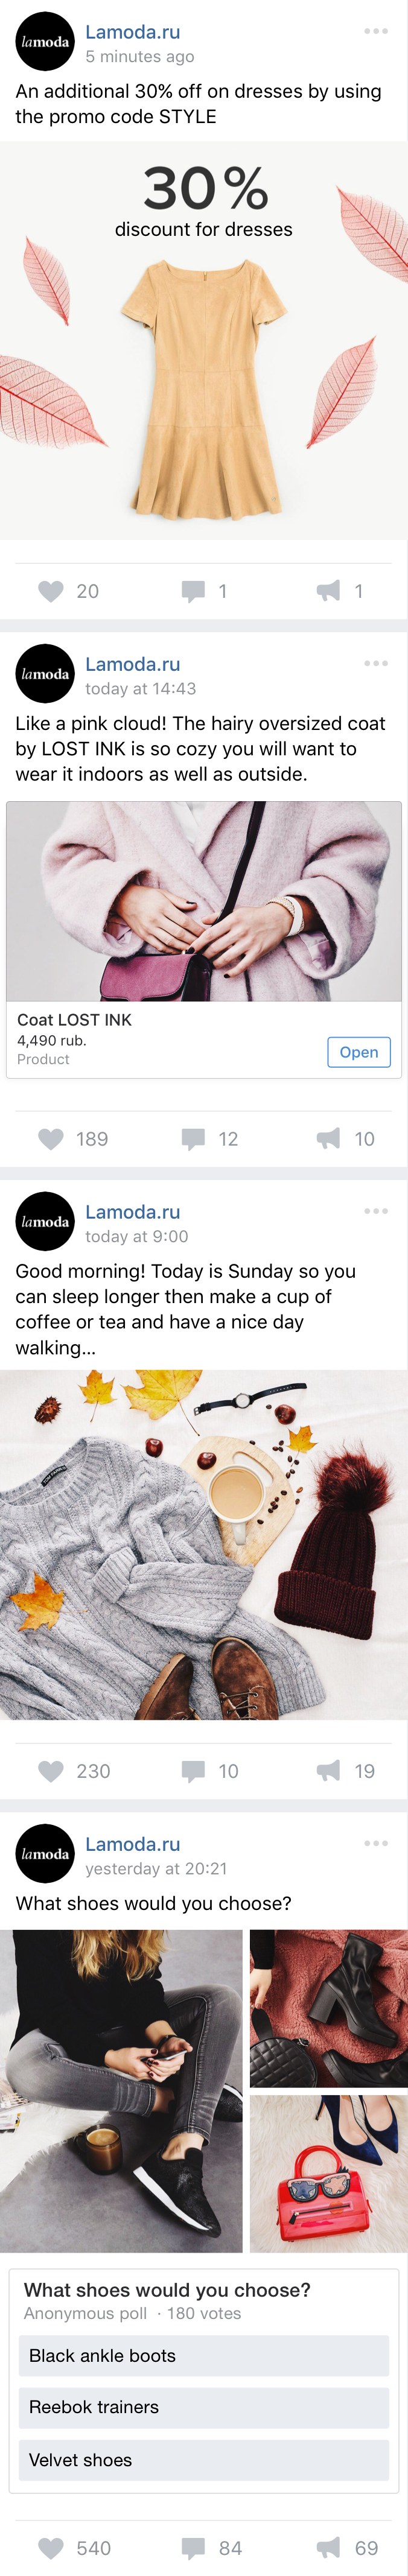 lamoda
Lamoda.ru
5 minutes ago
An additional 30% off on dresses by using
the promo code STYLE
30%
discount for dresses
20
1
1
lamoda
Lamoda.ru
today at 14:43
Like a pink cloud! The hairy oversized coat
by LOST INK is so cozy you will want to
wear it indoors as well as outside.
Coat LOST INK
4,490 rub.
Product
Open
189
12
10
lamoda
Lamoda.ru
today at 9:00
Good morning! Today is Sunday so you
can sleep longer then make a cup of
coffee or tea and have a nice day
walking...
230
10
19
lamoda
Lamoda.ru
yesterday at 20:21
What shoes would you choose?
What shoes would you choose?
Anonymous poll · 180 votes
Black ankle boots
Reebok trainers
Velvet shoes
540
84
69